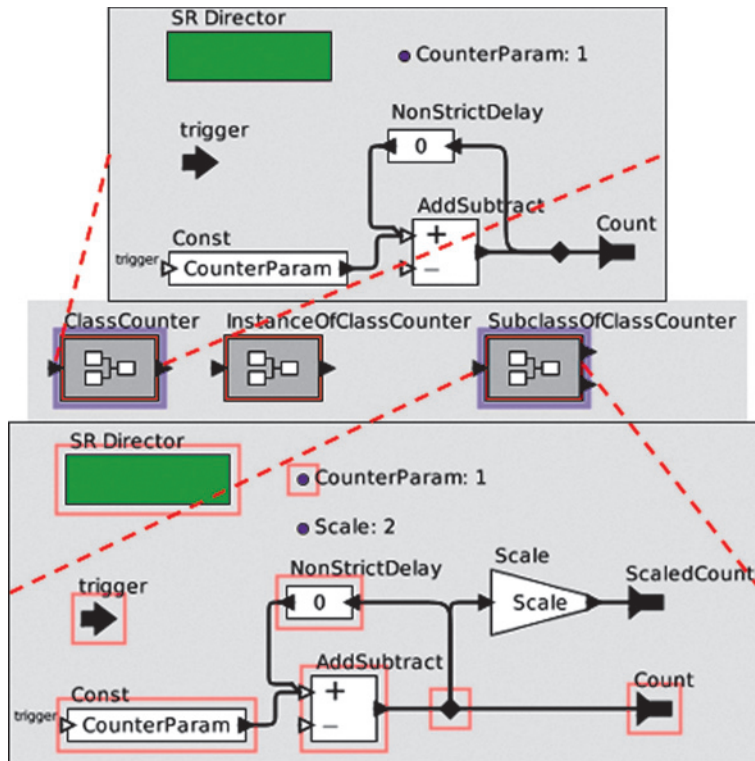 SR Director
CounterParam: 1
NonStrictDelay
0
trigger
AddSubtract
Const
+
Count
trigger
CounterParam
−
ClassCounter
InstanceOfClassCounter
SubclassOfClassCounter
SR Director
CounterParam: 1
Scale: 2
NonStrictDelay
Scale
trigger
0
Scale
ScaledCount
AddSubtract
Const
+
Count
trigger
CounterParam
−